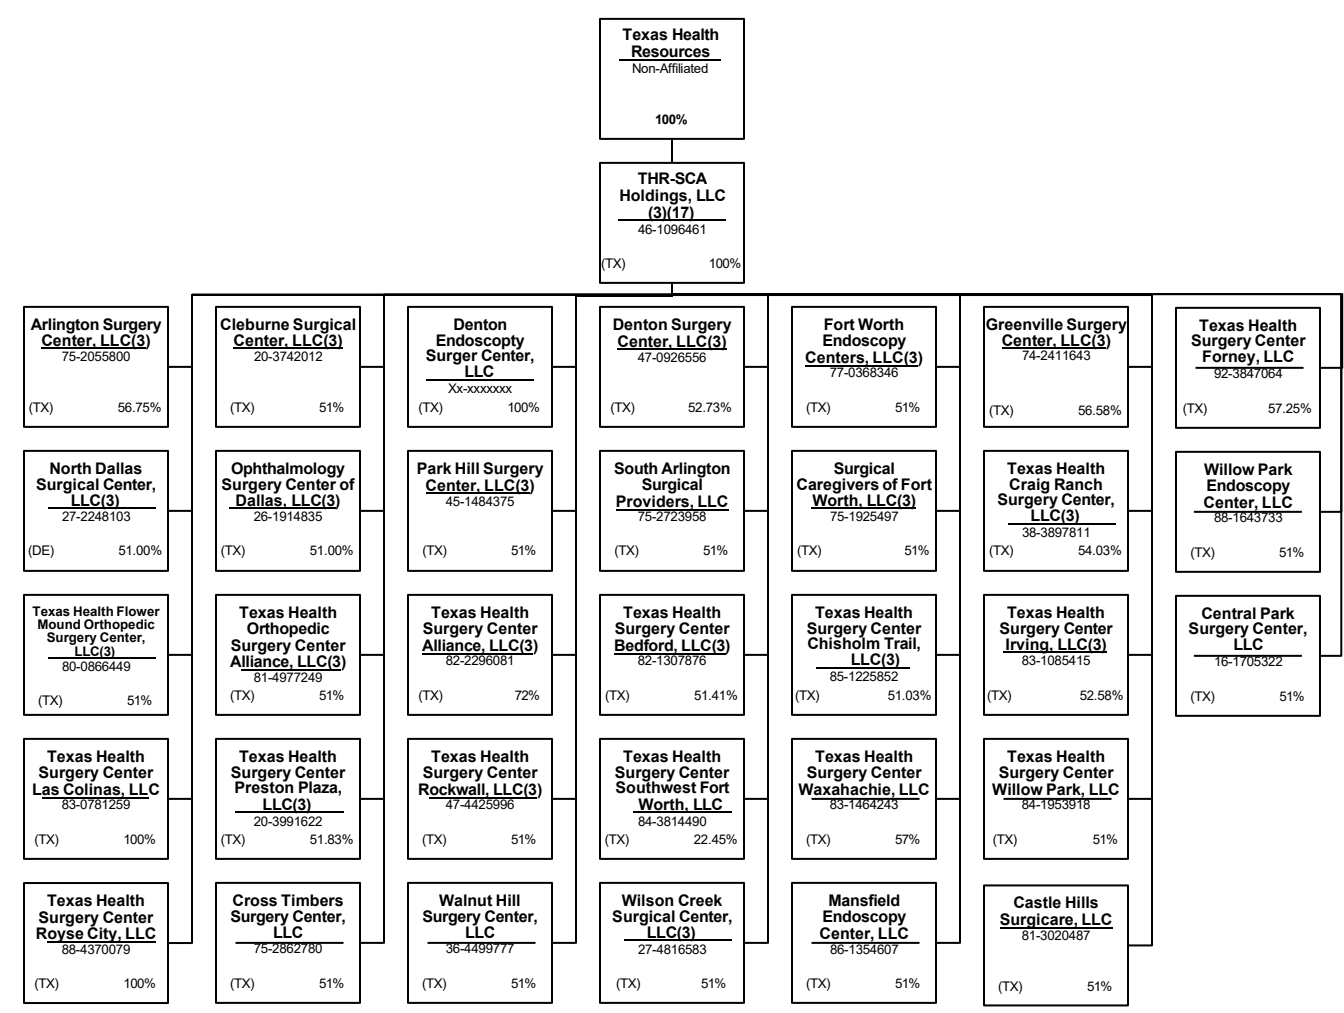 Texas Health
Resources
Non-Affiliated
100%
THR-SCA
Holdings, LLC
(3)(17)
46-1096461
(TX) 100%
Arlington Surgery
Center, LLC(3)
75-2055800
(TX) 56.75%
Cleburne Surgical
Center, LLC(3)
20-3742012
(TX) 51%
Denton
Endoscopty
Surger Center,
LLC
Xx-xxxxxxx
(TX) 100%
Denton Surgery
Center, LLC(3)
47-0926556
(TX) 52.73%
Fort Worth
Endoscopy
Centers, LLC(3)
77-0368346
(TX) 51%
Greenville Surgery
Center, LLC(3)
74-2411643
(TX) 56.58%
Texas Health
Surgery Center
Forney, LLC
92-3847064
(TX) 57.25%
North Dallas
Surgical Center,
LLC(3)
27-2248103
(DE) 51.00%
Ophthalmology
Surgery Center of
Dallas, LLC(3)
26-1914835
(TX) 51.00%
Park Hill Surgery
Center, LLC(3)
45-1484375
(TX) 51%
South Arlington
Surgical
Providers, LLC
75-2723958
(TX) 51%
Surgical
Caregivers of Fort
Worth, LLC(3)
75-1925497
(TX) 51%
Texas Health
Craig Ranch
Surgery Center,
LLC(3)
38-3897811
(TX) 54.03%
Willow Park
Endoscopy
Center, LLC
88-1643733
(TX) 51%
Texas Health Flower
Mound Orthopedic
Surgery Center,
LLC(3)
80-0866449
(TX) 51%
Texas Health
Orthopedic
Surgery Center
Alliance, LLC(3)
81-4977249
(TX) 51%
Texas Health
Surgery Center
Alliance, LLC(3)
82-2296081
(TX) 72%
Texas Health
Surgery Center
Bedford, LLC(3)
82-1307876
(TX) 51.41%
Texas Health
Surgery Center
Chisholm Trail,
LLC(3)
85-1225852
(TX) 51.03%
Texas Health
Surgery Center
Irving, LLC(3)
83-1085415
(TX) 52.58%
Central Park
Surgery Center,
LLC
16-1705322
(TX) 51%
Texas Health
Surgery Center
Las Colinas, LLC
83-0781259
(TX) 100%
Texas Health
Surgery Center
Preston Plaza,
LLC(3)
20-3991622
(TX) 51.83%
Texas Health
Surgery Center
Rockwall, LLC(3)
47-4425996
(TX) 51%
Texas Health
Surgery Center
Southwest Fort
Worth, LLC
84-3814490
(TX) 22.45%
Texas Health
Surgery Center
Waxahachie, LLC
83-1464243
(TX) 57%
Texas Health
Surgery Center
Willow Park, LLC
84-1953918
(TX) 51%
Texas Health
Surgery Center
Royse City, LLC
88-4370079
(TX) 100%
Cross Timbers
Surgery Center,
LLC
75-2862780
(TX) 51%
Walnut Hill
Surgery Center,
LLC
36-4499777
(TX) 51%
Wilson Creek
Surgical Center,
LLC(3)
27-4816583
(TX) 51%
Mansfield
Endoscopy
Center, LLC
86-1354607
(TX) 51%
Castle Hills
Surgicare, LLC
81-3020487
(TX) 51%